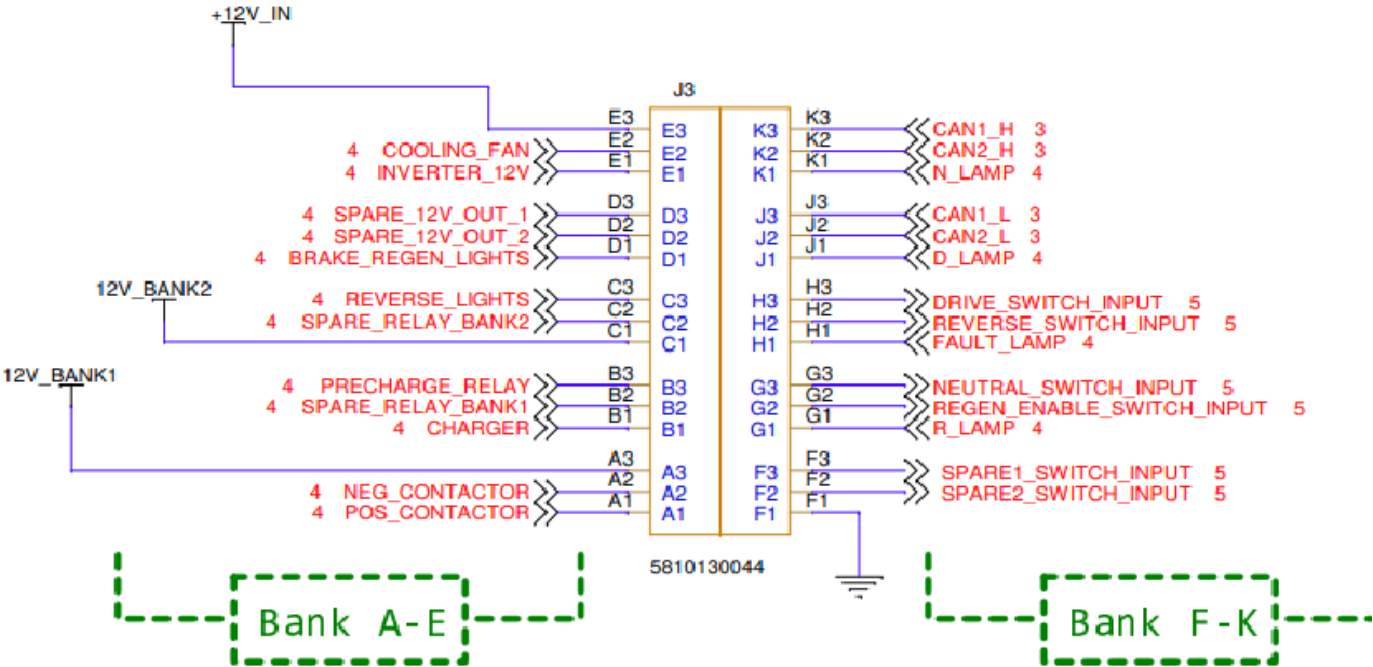 +12V_IN
J3
E3 E3 K3 K3 CAN1_H 3
4 COOLING_FAN E2 E2 K2 K2 CAN2_H 3
4 INVERTER_12V E1 E1 K1 K1 N_LAMP 4
4 SPARE_12V_OUT_1 D3 D3 J3 J3 CAN1_L 3
4 SPARE_12V_OUT_2 D2 D2 J2 J2 CAN2_L 3
4 BRAKE_REGEN_LIGHTS D1 D1 J1 J1 D_LAMP 4
12V_BANK2
4 REVERSE_LIGHTS C3 C3 H3 H3 DRIVE_SWITCH_INPUT 5
4 SPARE_RELAY_BANK2 C2 C2 H2 H2 REVERSE_SWITCH_INPUT 5
C1 C1 H1 H1 FAULT_LAMP 4
12V_BANK1
4 PRECHARGE_RELAY B3 B3 G3 G3 NEUTRAL_SWITCH_INPUT 5
4 SPARE_RELAY_BANK1 B2 B2 G2 G2 REGEN_ENABLE_SWITCH_INPUT 5
4 CHARGER B1 B1 G1 G1 R_LAMP 4
A3 A3 F3 F3 SPARE1_SWITCH_INPUT 5
4 NEG_CONTACTOR A2 A2 F2 F2 SPARE2_SWITCH_INPUT 5
4 POS_CONTACTOR A1 A1 F1 F1
5810130044
Bank A-E
Bank F-K